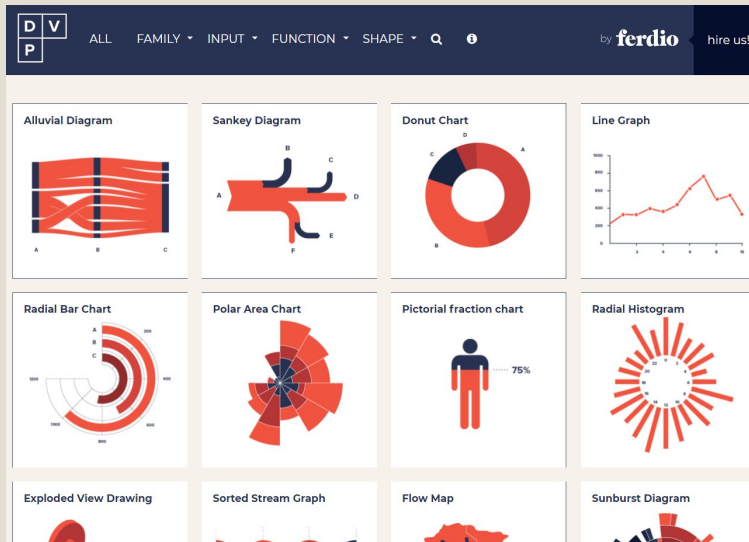 D V
P
ALL FAMILY INPUT FUNCTION SHAPE by ferdio hire us!
Alluvial Diagram
A B C
Sankey Diagram
A B C D E F
Donut Chart
A B C D
Line Graph
1000
800
600
400
200
0
2 4 6 8 10
Radial Bar Chart
A
B
C
200
400
600
800
1000
1200
Polar Area Chart
Pictorial fraction chart
75%
Radial Histogram
Exploded View Drawing
Sorted Stream Graph
Flow Map
Sunburst Diagram